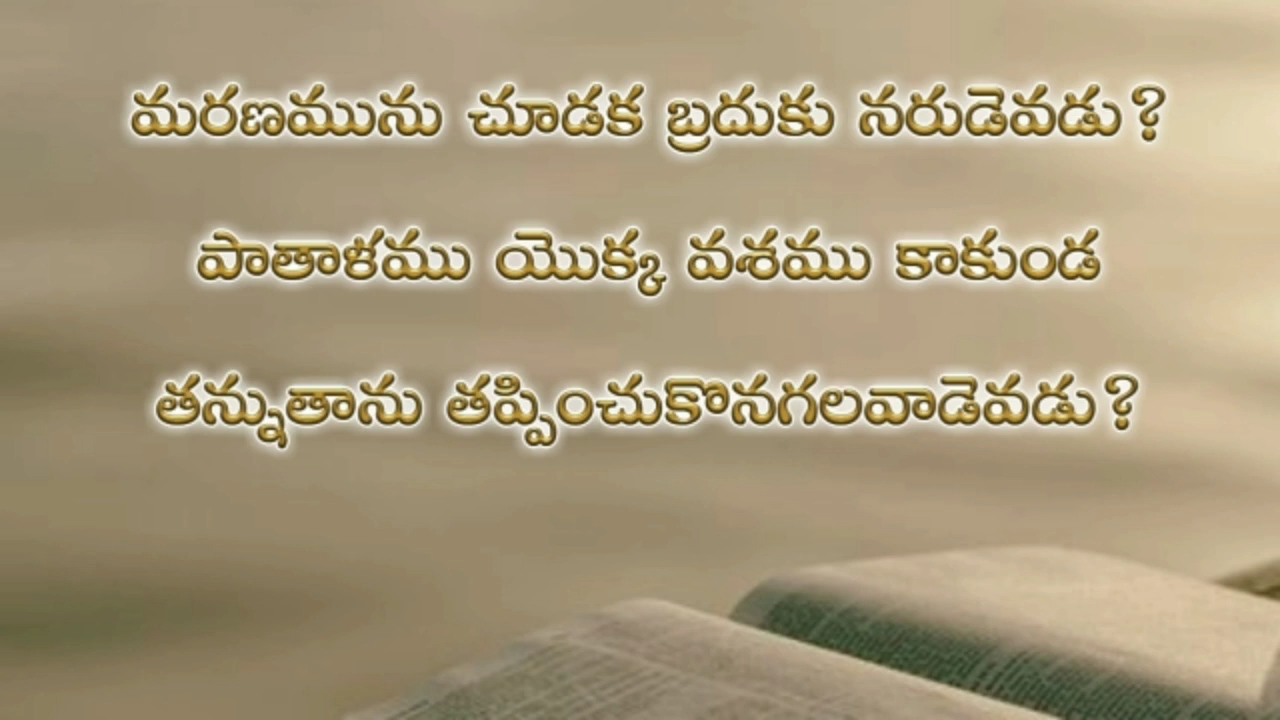 మరణమును చూడక బ్రదుకు నరుడెవడు?
పాతాళము యొక్క వశము కాకుండ
తన్నుతాను తప్పించుకొనగలవాడెవడు?